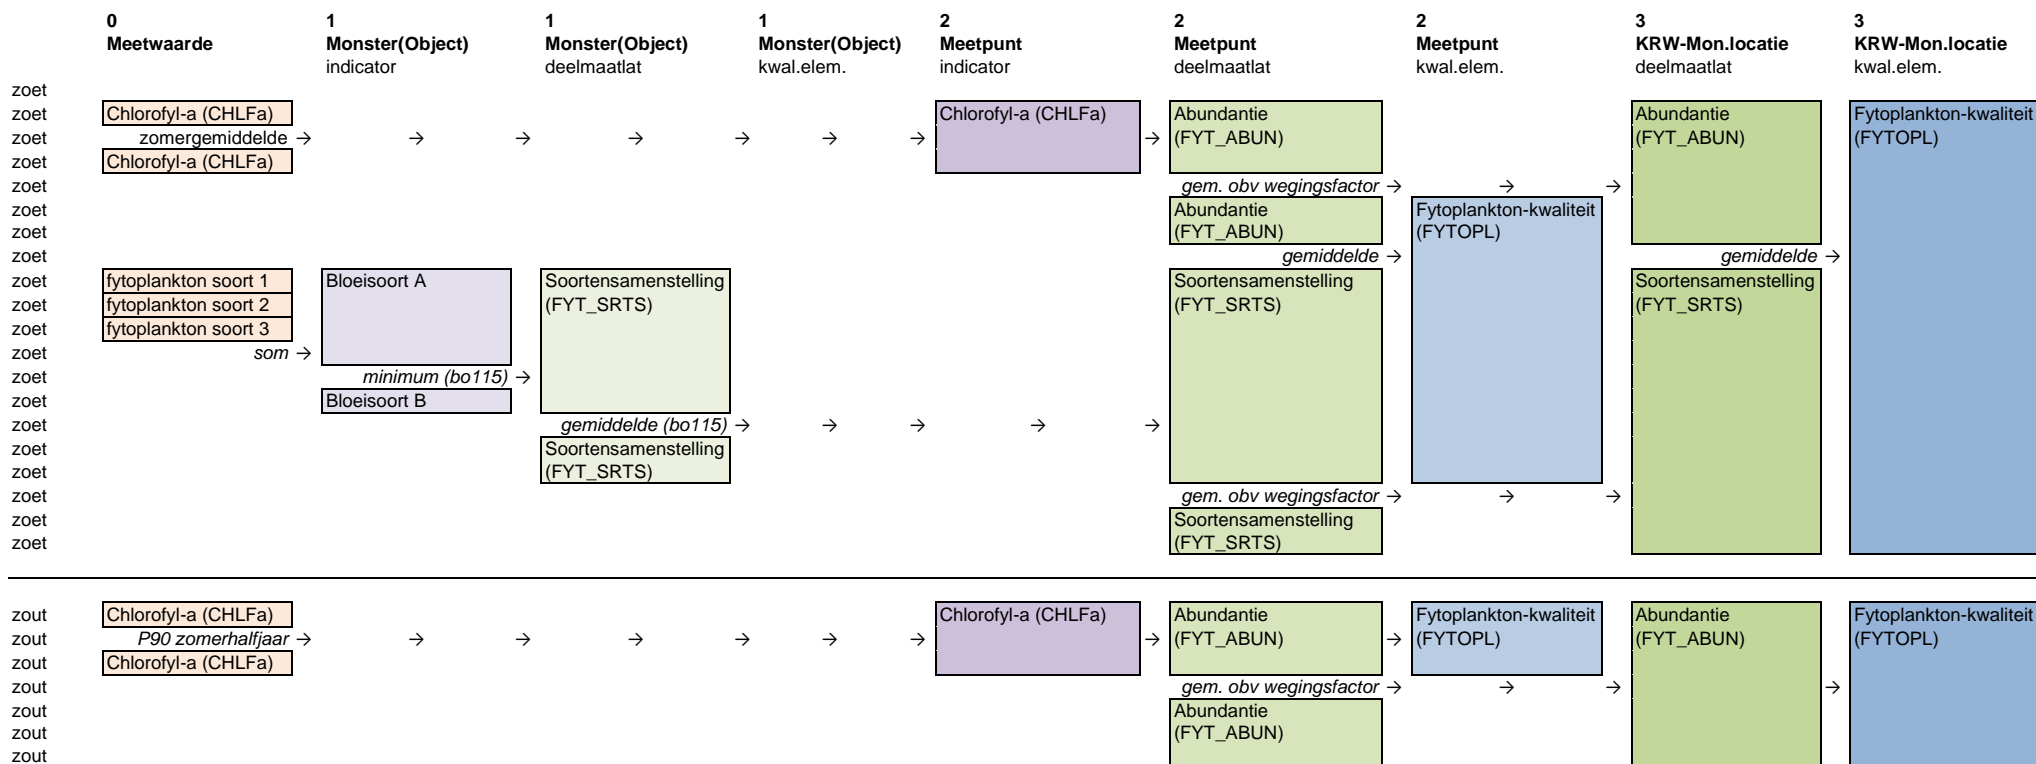 0 1 1 1 2 2 2 3 3
Meetwaarde Monster(Object) Monster(Object) Monster(Object) Meetpunt Meetpunt Meetpunt KRW-Mon.locatie KRW-Mon.locatie
indicator deelmaatlat kwal.elem. indicator deelmaatlat kwal.elem. deelmaatlat kwal.elem.
zoet
zoet Chlorofyl-a (CHLFa) Chlorofyl-a (CHLFa) Abundantie Abundantie Fytoplankton-kwaliteit
zoet zomergemiddelde → → → → → → → → (FYT_ABUN) (FYT_ABUN) (FYTOPL)
zoet Chlorofyl-a (CHLFa)
zoet gem. obv wegingsfactor → → →
zoet Abundantie Fytoplankton-kwaliteit
zoet (FYT_ABUN) (FYTOPL)
zoet gemiddelde → gemiddelde →
zoet fytoplankton soort 1 Bloeisoort A Soortensamenstelling Soortensamenstelling Soortensamenstelling
zoet fytoplankton soort 2 (FYT_SRTS) (FYT_SRTS) (FYT_SRTS)
zoet fytoplankton soort 3
zoet som →
zoet minimum (bo115) →
zoet Bloeisoort B
zoet gemiddelde (bo115) → → → → →
zoet Soortensamenstelling
zoet (FYT_SRTS)
zoet gem. obv wegingsfactor → → →
zoet Soortensamenstelling
zoet (FYT_SRTS)
zout Chlorofyl-a (CHLFa) Chlorofyl-a (CHLFa) Abundantie Fytoplankton-kwaliteit Abundantie Fytoplankton-kwaliteit
zout P90 zomerhalfjaar → → → → → → → → (FYT_ABUN) → (FYTOPL) (FYT_ABUN) (FYTOPL)
zout Chlorofyl-a (CHLFa)
zout gem. obv wegingsfactor → → → →
zout Abundantie
zout (FYT_ABUN)
zout